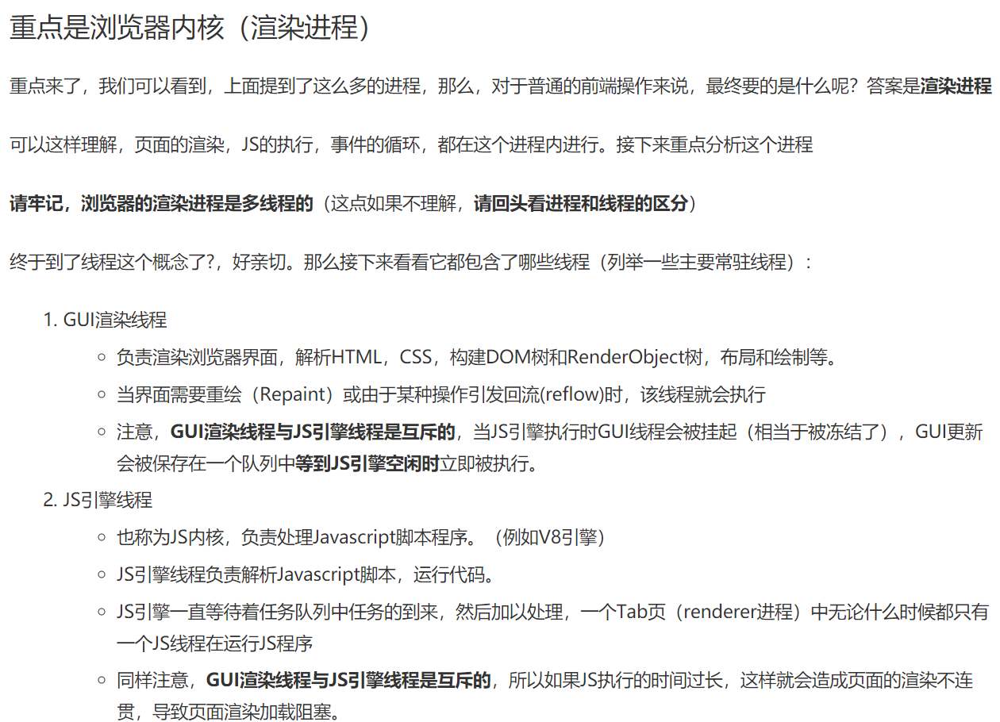 重点是浏览器内核（渲染进程）
重点来了，我们可以看到，上面提到了这么多的进程，那么，对于普通的前端操作来说，最终要的是什么呢？答案是渲染进程
可以这样理解，页面的渲染，JS的执行，事件的循环，都在这个进程内进行。接下来重点分析这个进程
请牢记，浏览器的渲染进程是多线程的（这点如果不理解，请回头看进程和线程的区分）
终于到了线程这个概念了?，好亲切。那么接下来看看它都包含了哪些线程（列举一些主要常驻线程）：
1. GUI渲染线程
◦ 负责渲染浏览器界面，解析HTML，CSS，构建DOM树和RenderObject树，布局和绘制等。
◦ 当界面需要重绘（Repaint）或由于某种操作引发回流(reflow)时，该线程就会执行
◦ 注意，GUI渲染线程与JS引擎线程是互斥的，当JS引擎执行时GUI线程会被挂起（相当于被冻结了），GUI更新
会被保存在一个队列中等到JS引擎空闲时立即被执行。
2. JS引擎线程
◦ 也称为JS内核，负责处理Javascript脚本程序。（例如V8引擎）
◦ JS引擎线程负责解析Javascript脚本，运行代码。
◦ JS引擎一直等待着任务队列中任务的到来，然后加以处理，一个Tab页（renderer进程）中无论什么时候都只有
一个JS线程在运行JS程序
◦ 同样注意，GUI渲染线程与JS引擎线程是互斥的，所以如果JS执行的时间过长，这样就会造成页面的渲染不连
贯，导致页面渲染加载阻塞。